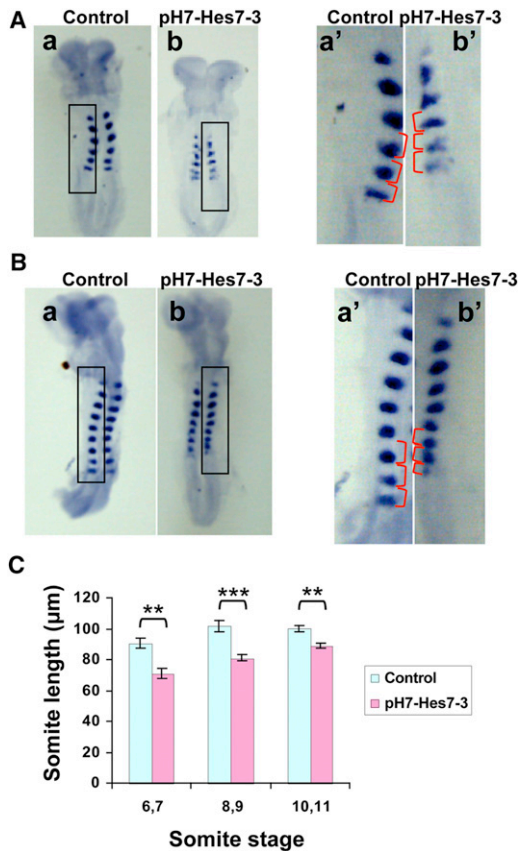 A
Control pH7-Hes7-3
a b
Control pH7-Hes7-3
a’ b’
B
Control pH7-Hes7-3
a b
Control pH7-Hes7-3
a’ b’
C
Somite length (µm)
120
100
80
60
40
20
0
** *** **
6,7 8,9 10,11
Somite stage
Control
pH7-Hes7-3